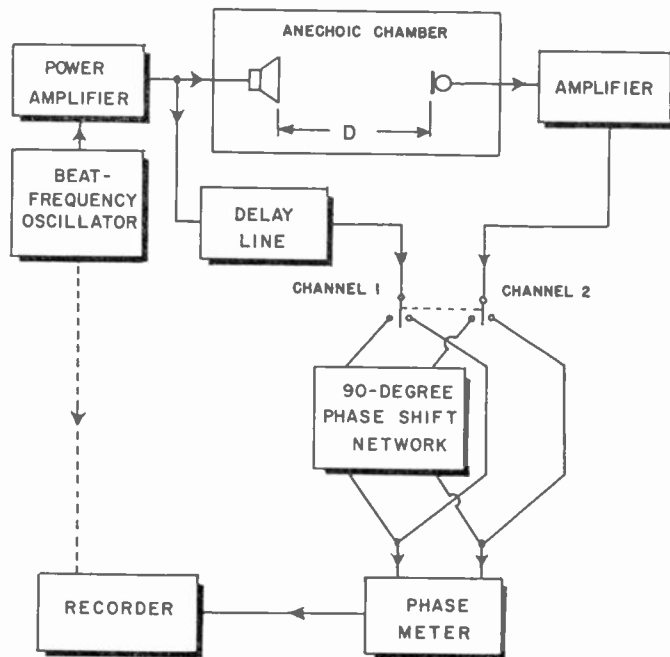 ANECHOIC CHAMBER
POWER
AMPLIFIER
D
AMPLIFIER
BEAT-
FREQUENCY
OSCILLATOR
DELAY
LINE
CHANNEL 1
CHANNEL 2
90-DEGREE
PHASE SHIFT
NETWORK
RECORDER
PHASE
METER